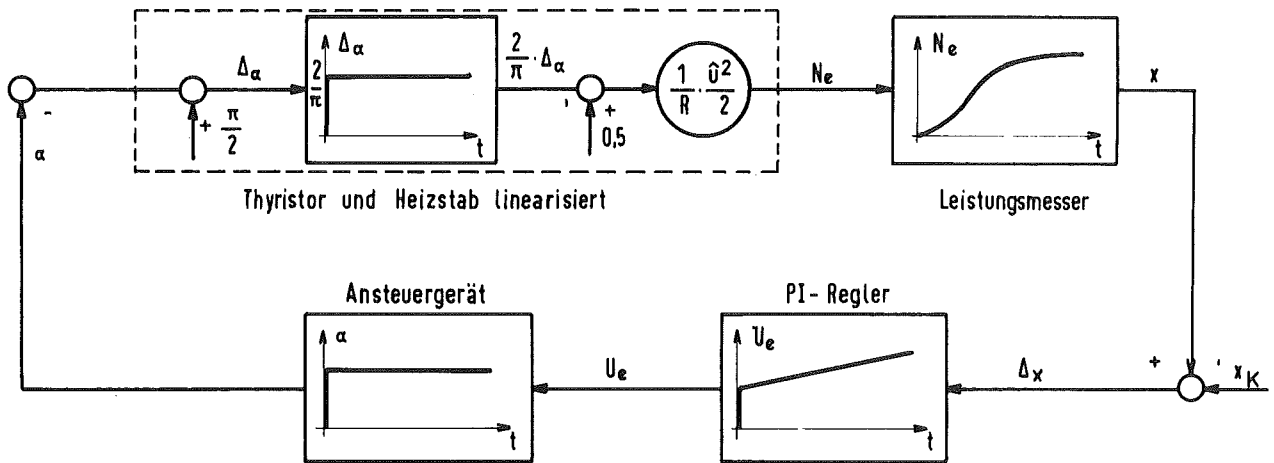 Δα
2/π
Δα
t
2/π · Δα
1/R · Û²/2
Nₑ
Nₑ
t
x
-
+ π/2
+
0,5
α
Thyristor und Heizstab linearisiert
Leistungsmesser
Ansteuergerät
PI-Regler
α
t
Uₑ
Uₑ
t
Δx
+
x_K